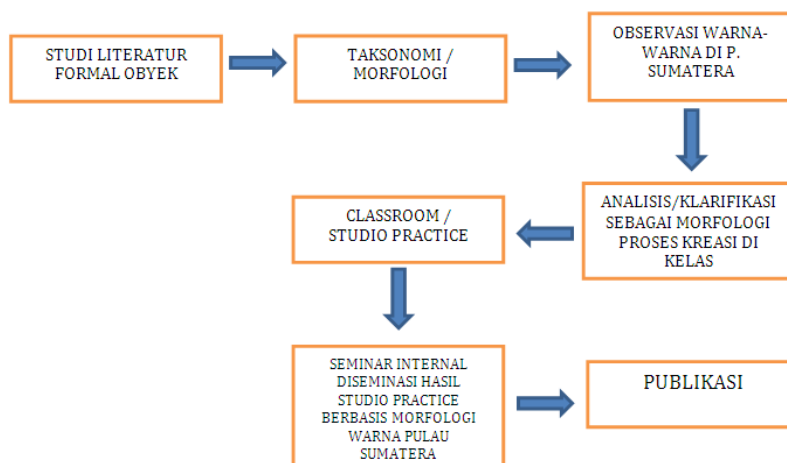 STUDI LITERATUR
FORMAL OBYEK
TAKSONOMI /
MORFOLOGI
OBSERVASI WARNA-
WARNA DI P.
SUMATERA
ANALISIS/KLARIFIKASI
SEBAGAI MORFOLOGI
PROSES KREASI DI
KELAS
CLASSROOM /
STUDIO PRACTICE
SEMINAR INTERNAL
DISEMINASI HASIL
STUDIO PRACTICE
BERBASIS MORFOLOGI
WARNA PULAU
SUMATERA
PUBLIKASI